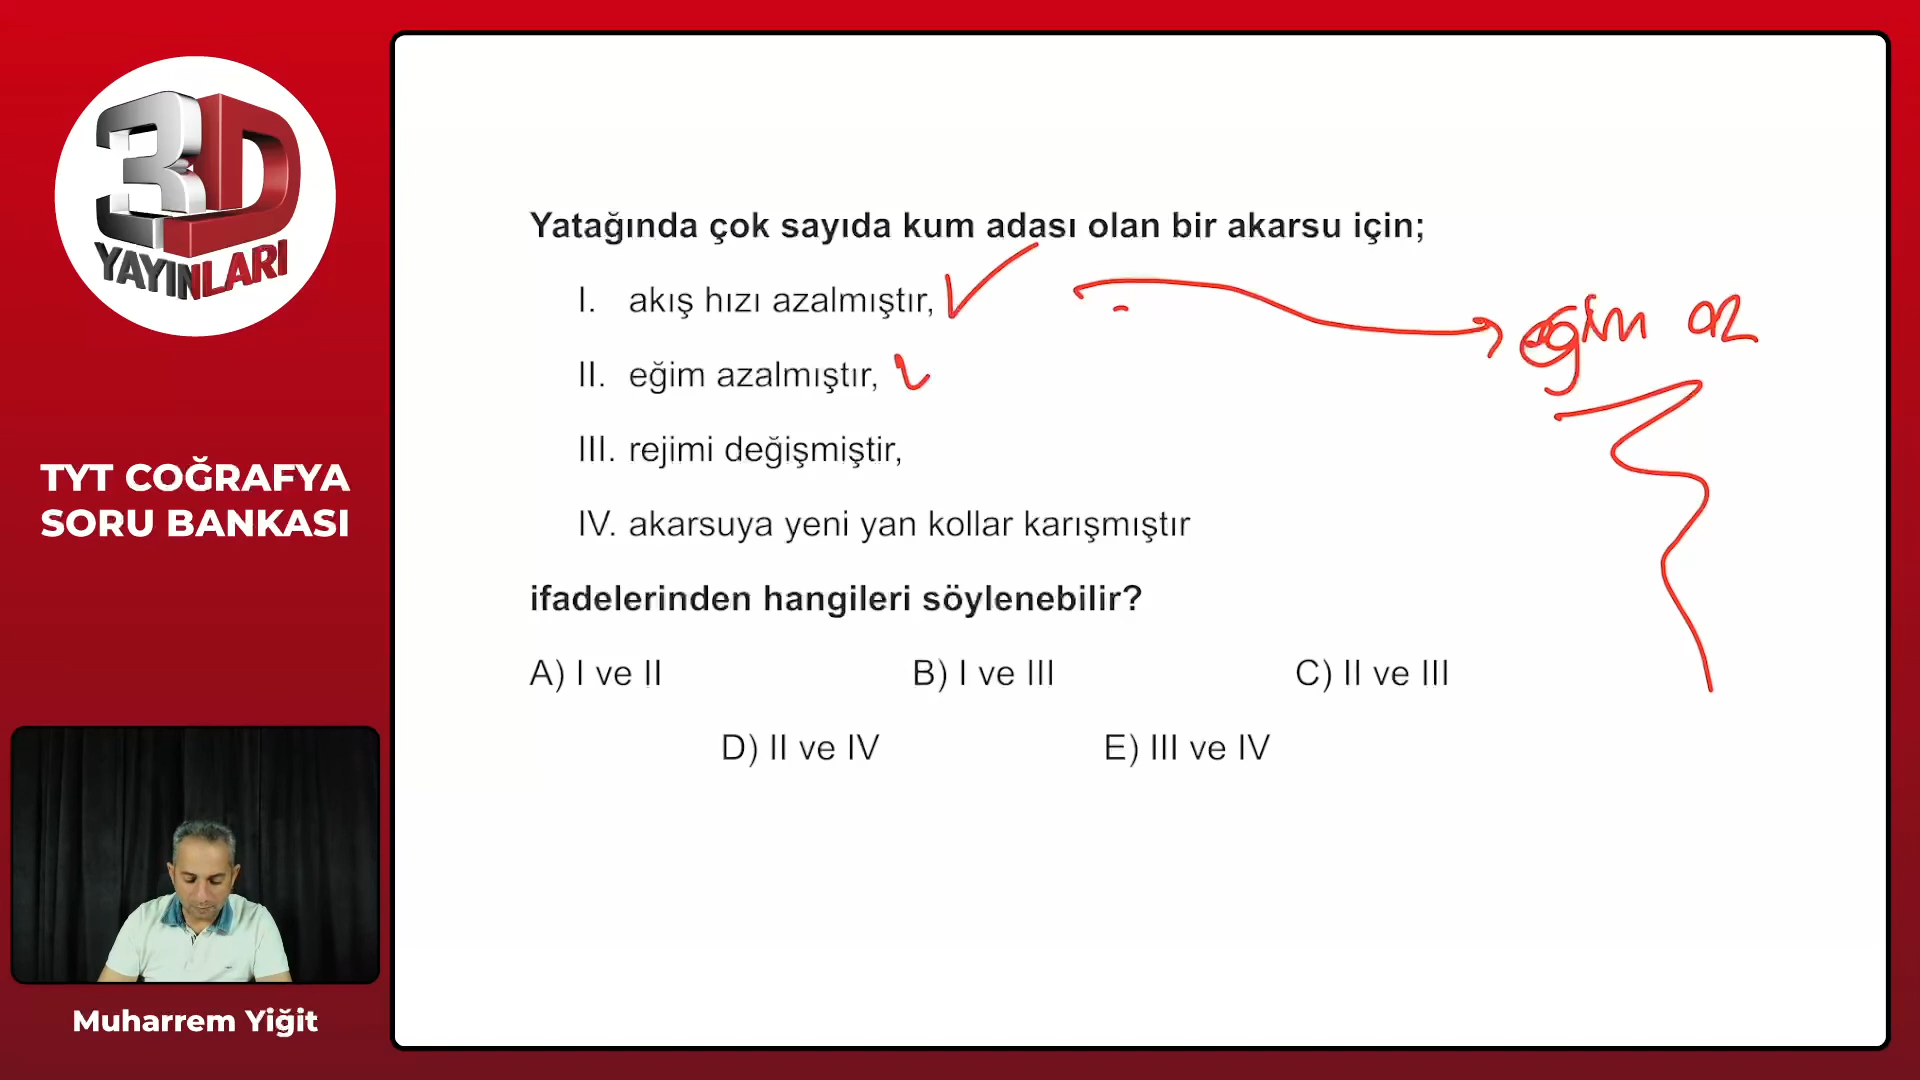 3D
YAYINLARI
TYT COĞRAFYA
SORU BANKASI
Muharrem Yiğit
Yatağında çok sayıda kum adası olan bir akarsu için;
I. akış hızı azalmıştır,
II. eğim azalmıştır,
III. rejimi değişmiştir,
IV. akarsuya yeni yan kollar karışmıştır
ifadelerinden hangileri söylenebilir?
A) I ve II B) I ve III C) II ve III
D) II ve IV E) III ve IV
eğim az